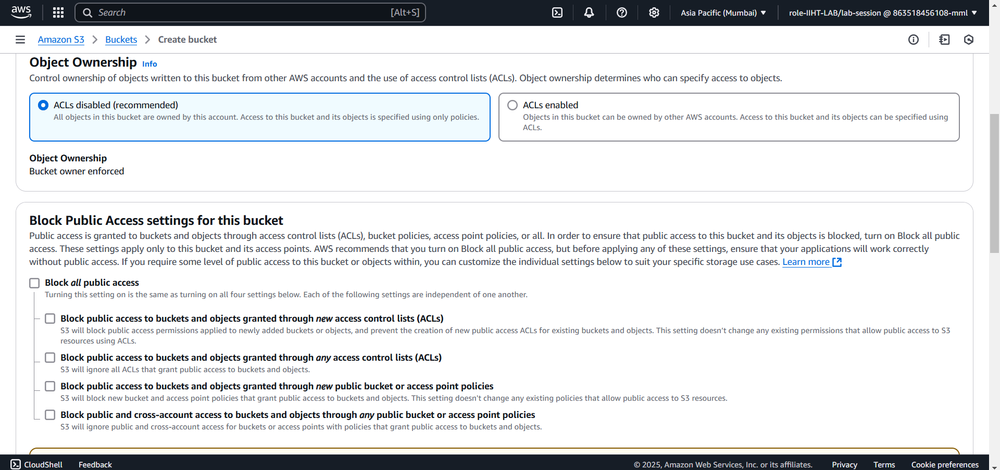 aws
Search [Alt+S]
Asia Pacific (Mumbai)
role-IIHT-LAB/lab-session @ 863518456108-mml
Amazon S3 > Buckets > Create bucket
Object Ownership Info
Control ownership of objects written to this bucket from other AWS accounts and the use of access control lists (ACLs). Object ownership determines who can specify access to objects.
ACLs disabled (recommended)
All objects in this bucket are owned by this account. Access to this bucket and its objects is specified using only policies.
ACLs enabled
Objects in this bucket can be owned by other AWS accounts. Access to this bucket and its objects can be specified using
ACLs.
Object Ownership
Bucket owner enforced
Block Public Access settings for this bucket
Public access is granted to buckets and objects through access control lists (ACLs), bucket policies, access point policies, or all. In order to ensure that public access to this bucket and its objects is blocked, turn on Block all public
access. These settings apply only to this bucket and its access points. AWS recommends that you turn on Block all public access, but before applying any of these settings, ensure that your applications will work correctly
without public access. If you require some level of public access to this bucket or objects within, you can customize the individual settings below to suit your specific storage use cases. Learn more
Block all public access
Turning this setting on is the same as turning on all four settings below. Each of the following settings are independent of one another.
Block public access to buckets and objects granted through new access control lists (ACLs)
S3 will block public access permissions applied to newly added buckets or objects, and prevent the creation of new public access ACLs for existing buckets and objects. This setting doesn't change any existing permissions that allow public access to S3
resources using ACLs.
Block public access to buckets and objects granted through any access control lists (ACLs)
S3 will ignore all ACLs that grant public access to buckets and objects.
Block public access to buckets and objects granted through new public bucket or access point policies
S3 will block new bucket and access point policies that grant public access to buckets and objects. This setting doesn't change any existing policies that allow public access to S3 resources.
Block public and cross-account access to buckets and objects through any public bucket or access point policies
S3 will ignore public and cross-account access for buckets or access points with policies that grant public access to buckets and objects.
CloudShell Feedback
© 2025, Amazon Web Services, Inc. or its affiliates. Privacy Terms Cookie preferences